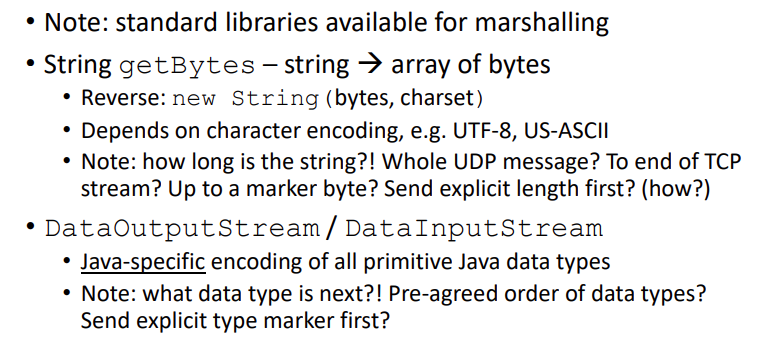 • Note: standard libraries available for marshalling
• String getBytes – string → array of bytes
• Reverse: new String(bytes, charset)
• Depends on character encoding, e.g. UTF-8, US-ASCII
• Note: how long is the string?! Whole UDP message? To end of TCP
stream? Up to a marker byte? Send explicit length first? (how?)
• DataOutputStream / DataInputStream
• Java-specific encoding of all primitive Java data types
• Note: what data type is next?! Pre-agreed order of data types?
Send explicit type marker first?